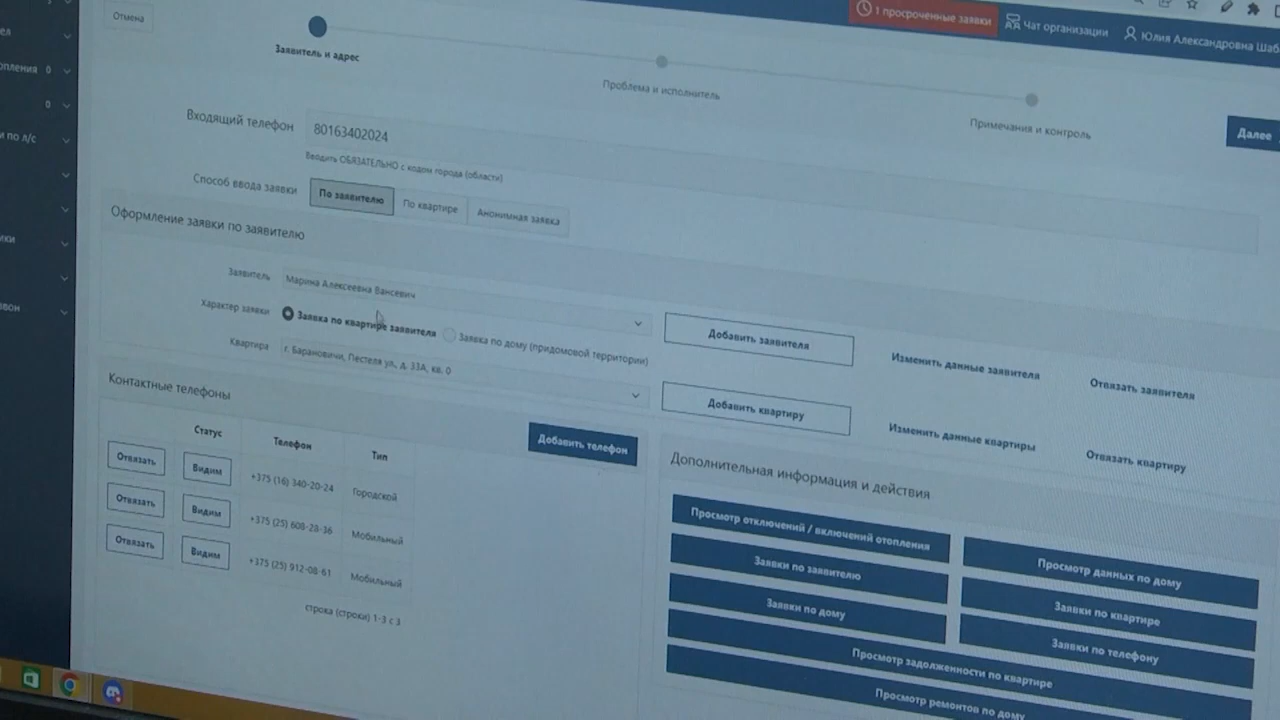 1 просроченные заявки
Чат организации
Юлия Александровна Шаб
Отмена
Заявитель и адрес
Проблема и исполнитель
Примечания и контроль
Далее
Входящий телефон
80163402024
Вводить ОБЯЗАТЕЛЬНО с кодом города (области)
Способ ввода заявки
По заявителю
По квартире
Анонимная заявка
Оформление заявки по заявителю
Заявитель
Марина Алексеевна Вансевич
Добавить заявителя
Изменить данные заявителя
Отвязать заявителя
Характер заявки
Заявка по квартире заявителя
Заявка по дому (придомовой территории)
Квартира
г. Барановичи, Пестеля ул., д. 33А, кв. 0
Добавить квартиру
Изменить данные квартиры
Отвязать квартиру
Контактные телефоны
Добавить телефон
Статус
Телефон
Тип
Отвязать
Видим
+375 (16) 340-20-24
Городской
Отвязать
Видим
+375 (25) 608-28-36
Мобильный
Отвязать
Видим
+375 (25) 912-08-61
Мобильный
строка (строки) 1-3 с 3
Дополнительная информация и действия
Просмотр отключений / включений отопления
Просмотр данных по дому
Заявки по заявителю
Заявки по квартире
Заявки по дому
Заявки по телефону
Просмотр задолженности по квартире
Просмотр ремонтов по дому
ел
опления 0
0
и по л/с
ики
вон